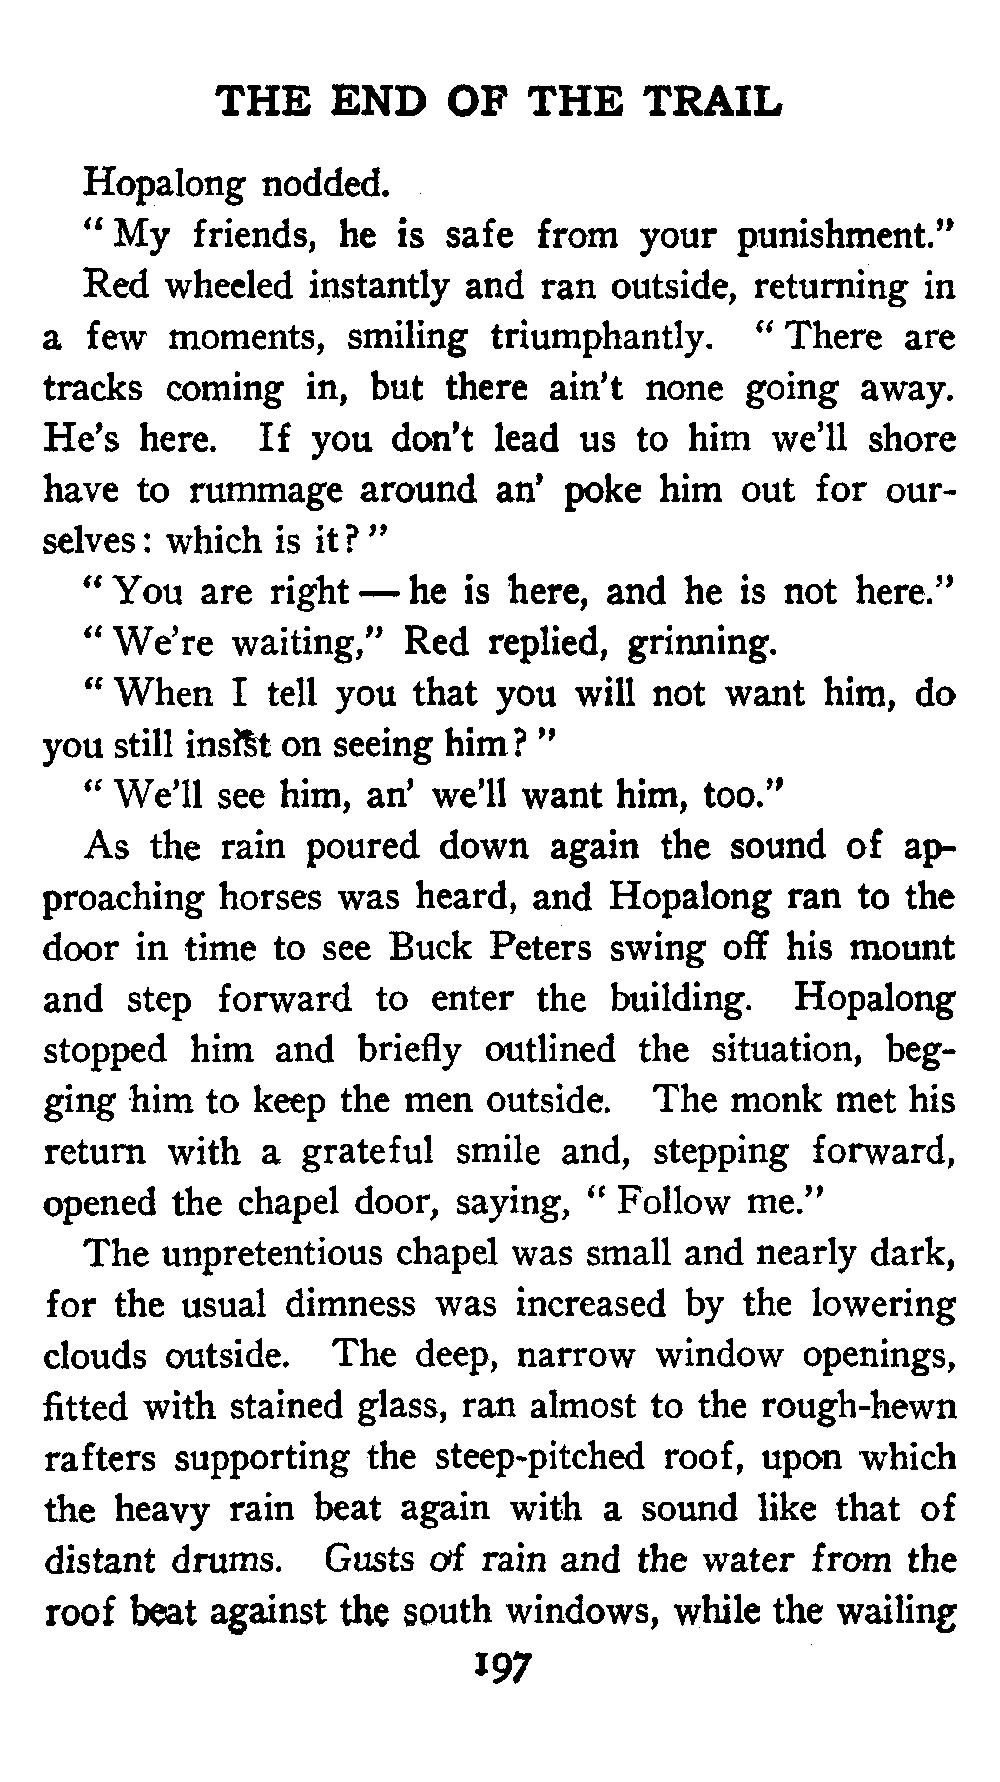 THE END OF THE TRAIL
Hopalong nodded.
" My friends, he is safe from your punishment."
Red wheeled instantly and ran outside, returning in
a few moments, smiling triumphantly. " There are
tracks coming in, but there ain't none going away.
He's here. If you don't lead us to him we'll shore
have to rummage around an' poke him out for our-
selves: which is it? "
" You are right — he is here, and he is not here."
" We're waiting," Red replied, grinning.
" When I tell you that you will not want him, do
you still insist on seeing him? "
" We'll see him, an' we'll want him, too."
As the rain poured down again the sound of ap-
proaching horses was heard, and Hopalong ran to the
door in time to see Buck Peters swing off his mount
and step forward to enter the building. Hopalong
stopped him and briefly outlined the situation, beg-
ging him to keep the men outside. The monk met his
return with a grateful smile and, stepping forward,
opened the chapel door, saying, " Follow me."
The unpretentious chapel was small and nearly dark,
for the usual dimness was increased by the lowering
clouds outside. The deep, narrow window openings,
fitted with stained glass, ran almost to the rough-hewn
rafters supporting the steep-pitched roof, upon which
the heavy rain beat again with a sound like that of
distant drums. Gusts of rain and the water from the
roof beat against the south windows, while the wailing
197